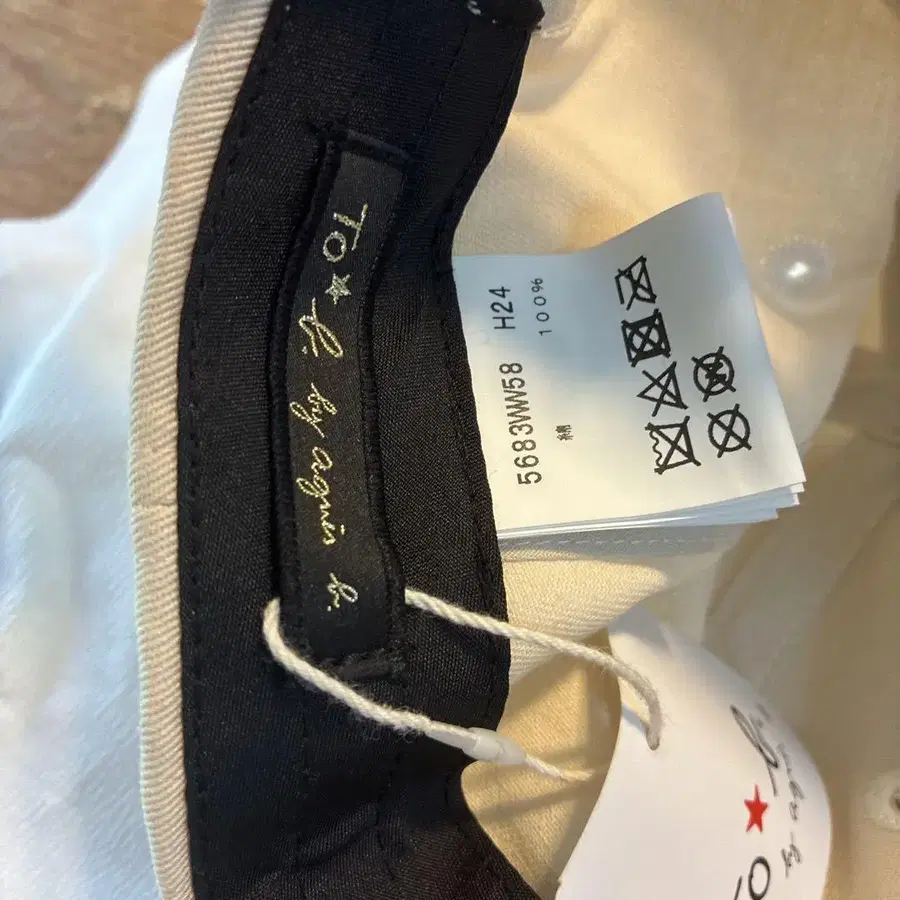 TO★b. by agnès b.
5683WW58 H24
綿 100%